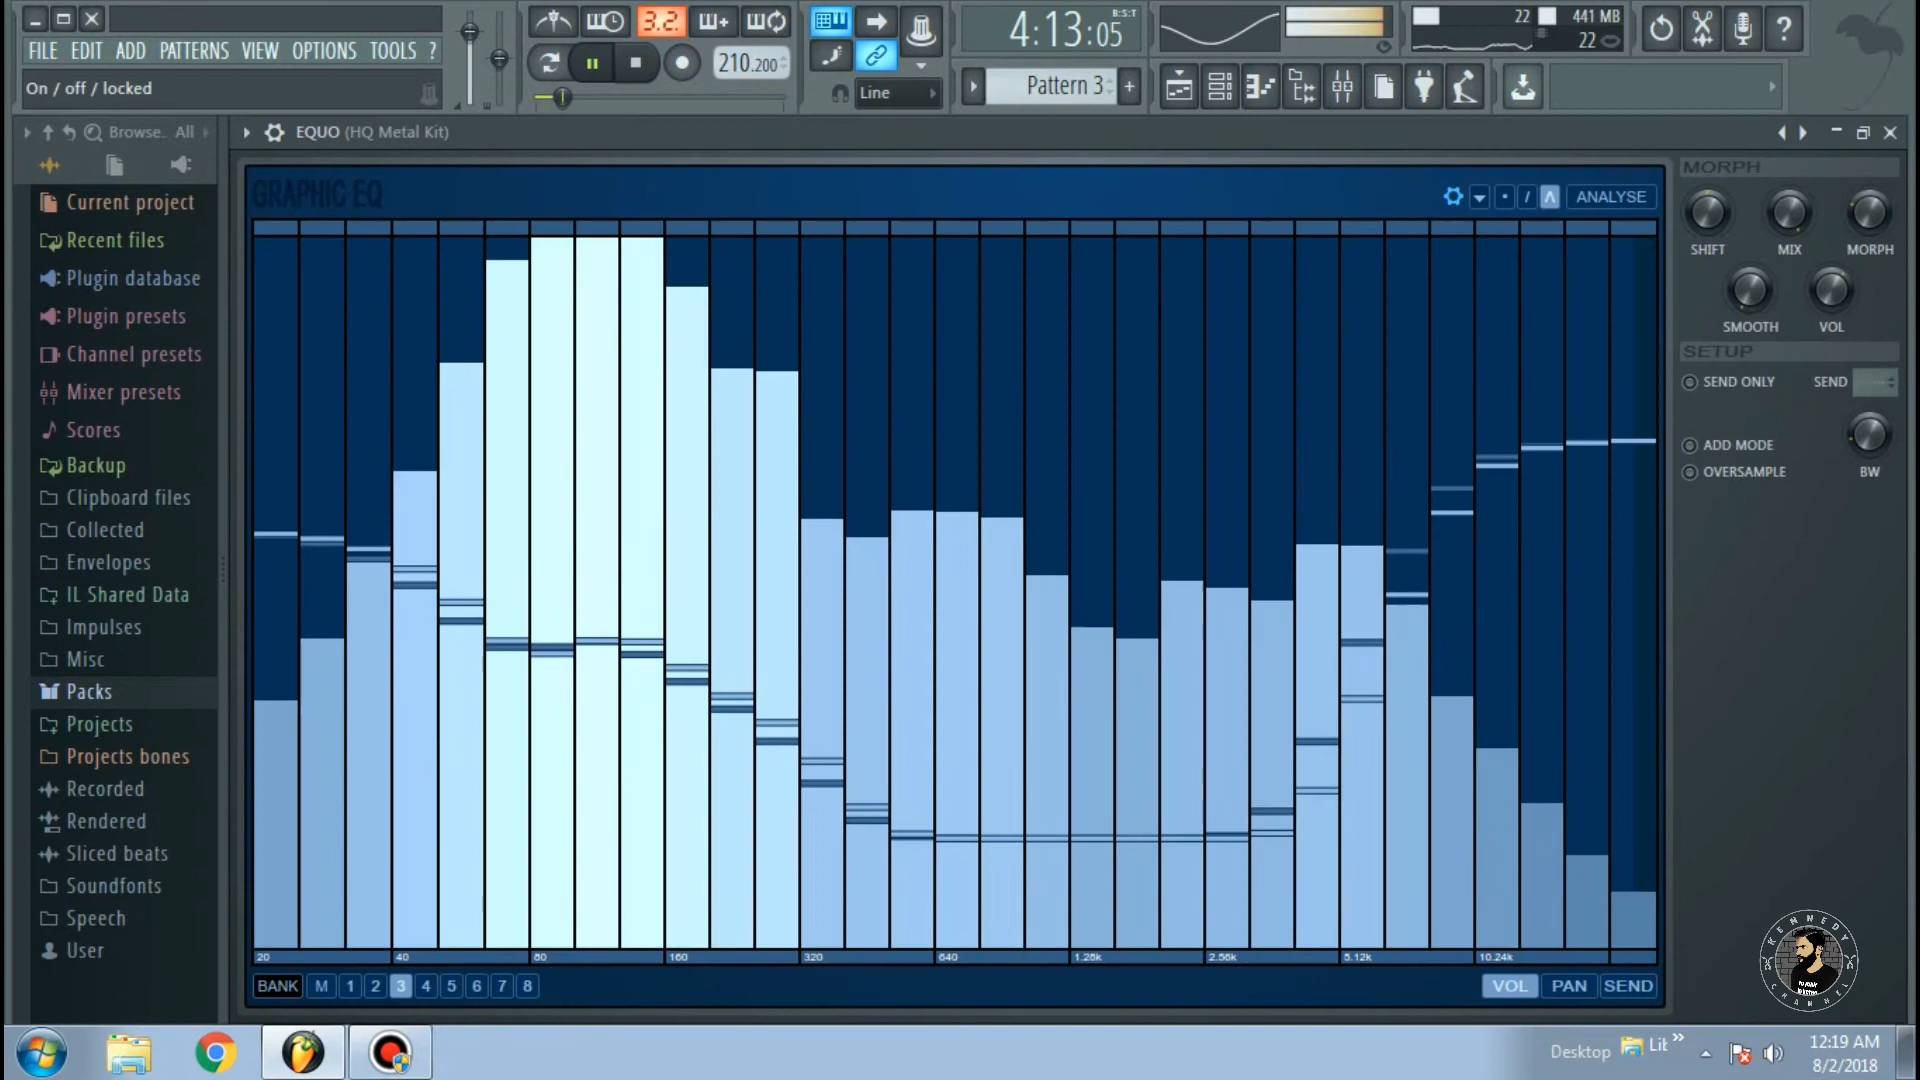 FILE EDIT ADD PATTERNS VIEW OPTIONS TOOLS ?
On / off / locked
3.2.
210.200
Line
4:13:05
B:S:T
Pattern 3
+
22
441 MB
22
?
Browse.. All
EQUO (HQ Metal Kit)
Current project
Recent files
Plugin database
Plugin presets
Channel presets
Mixer presets
Scores
Backup
Clipboard files
Collected
Envelopes
IL Shared Data
Impulses
Misc
Packs
Projects
Projects bones
Recorded
Rendered
Sliced beats
Soundfonts
Speech
User
GRAPHIC EQ
ANALYSE
20 40 80 160 320 640 1.28k 2.56k 5.12k 10.24k
BANK M 1 2 3 4 5 6 7 8
VOL PAN SEND
MORPH
SHIFT MIX MORPH
SMOOTH VOL
SETUP
SEND ONLY SEND
ADD MODE
OVERSAMPLE
BW
KENNEDY
CHANNEL
Desktop
Lib
12:19 AM
8/2/2018